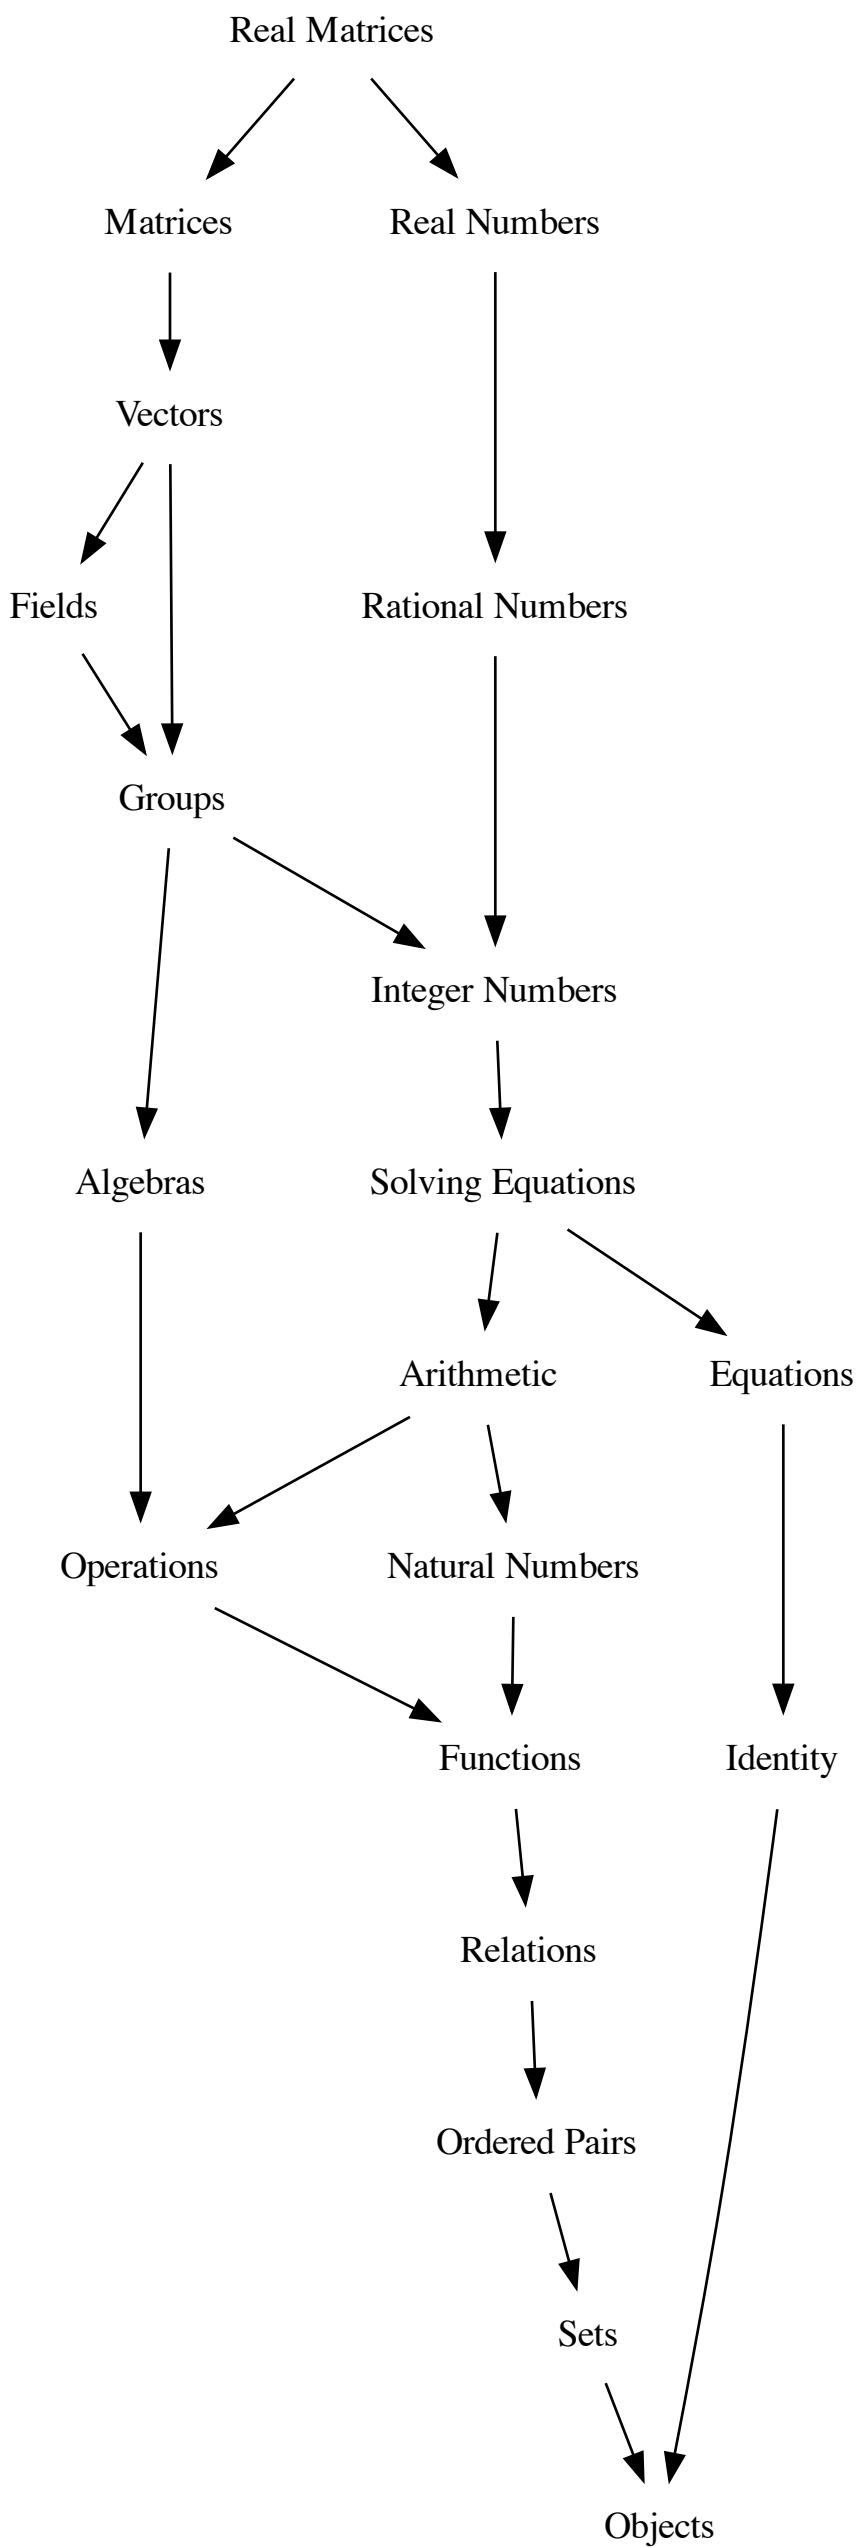 Real Matrices
Matrices
Real Numbers
Vectors
Fields
Rational Numbers
Groups
Integer Numbers
Algebras
Solving Equations
Arithmetic
Equations
Operations
Natural Numbers
Functions
Identity
Relations
Ordered Pairs
Sets
Objects